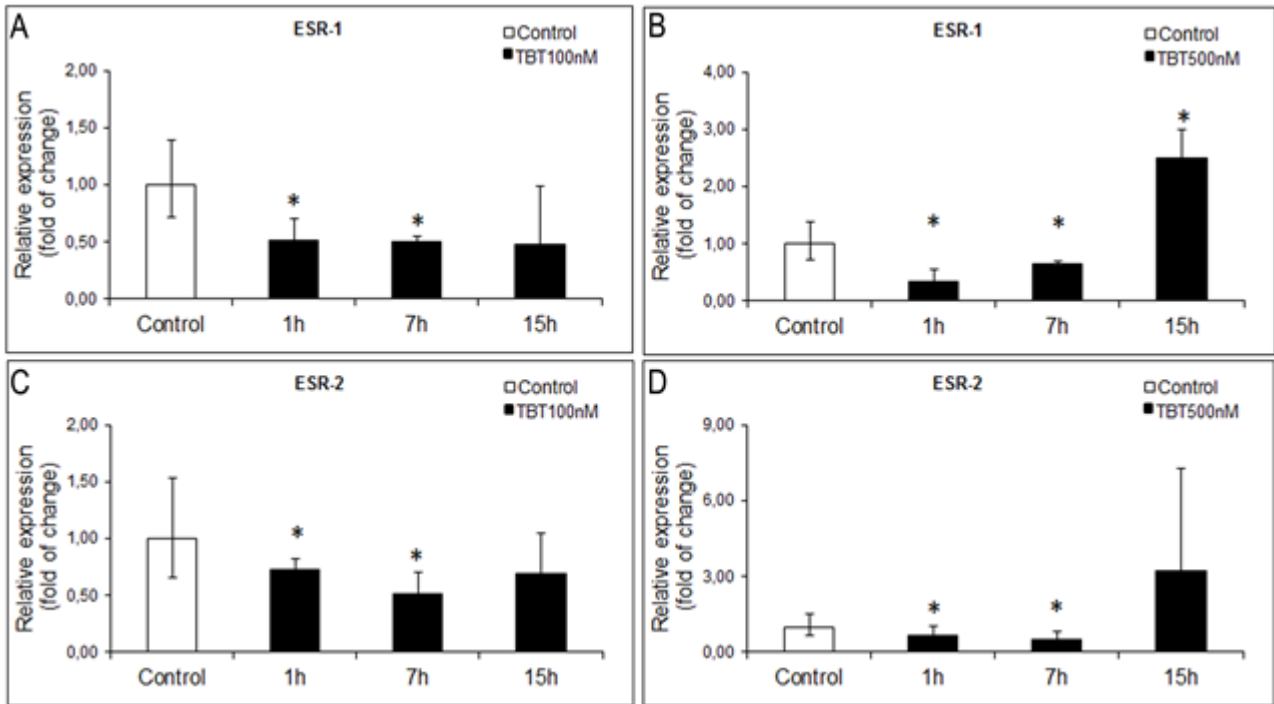 A
ESR-1
Control
TBT100nM
Relative expression
(fold of change)
2,00
1,50
1,00
0,50
0,00
*
*
Control 1h 7h 15h
B
ESR-1
Control
TBT500nM
Relative expression
(fold of change)
4,00
3,00
2,00
1,00
0,00
*
*
*
Control 1h 7h 15h
C
ESR-2
Control
TBT100nM
Relative expression
(fold of change)
2,00
1,50
1,00
0,50
0,00
*
*
Control 1h 7h 15h
D
ESR-2
Control
TBT500nM
Relative expression
(fold of change)
9,00
6,00
3,00
0,00
*
*
Control 1h 7h 15h